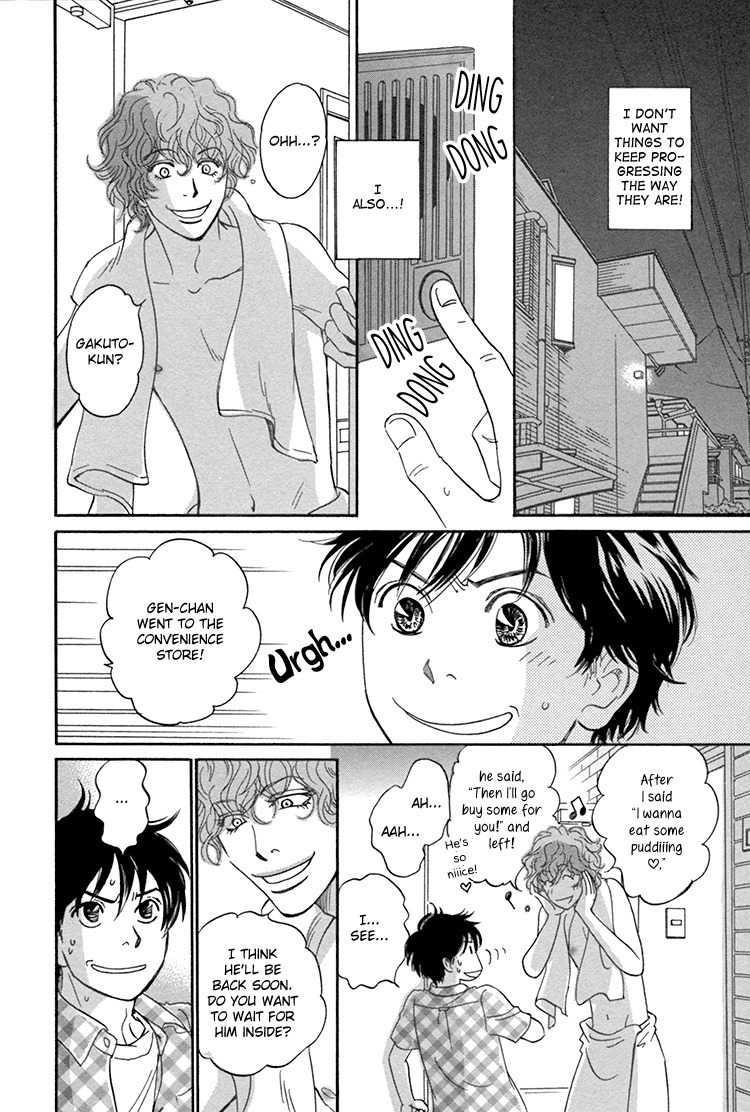 I DON'T
WANT
THINGS TO
KEEP PRO-
GRESSING
THE WAY
THEY ARE!
DING
DONG
DING
DONG
I
ALSO...!
OHH...?
GAKUTO-
KUN?
GEN-CHAN
WENT TO THE
CONVENIENCE
STORE!
Urgh...
After
I said
"I wanna
eat some
puddiiing
♡,"
he said,
"Then I'll go
buy some for
you!" and
left!
He's
so
niiice!
♡
AH...
AAH...
I...
SEE...
I THINK
HE'LL BE
BACK SOON.
DO YOU WANT
TO WAIT FOR
HIM INSIDE?
...